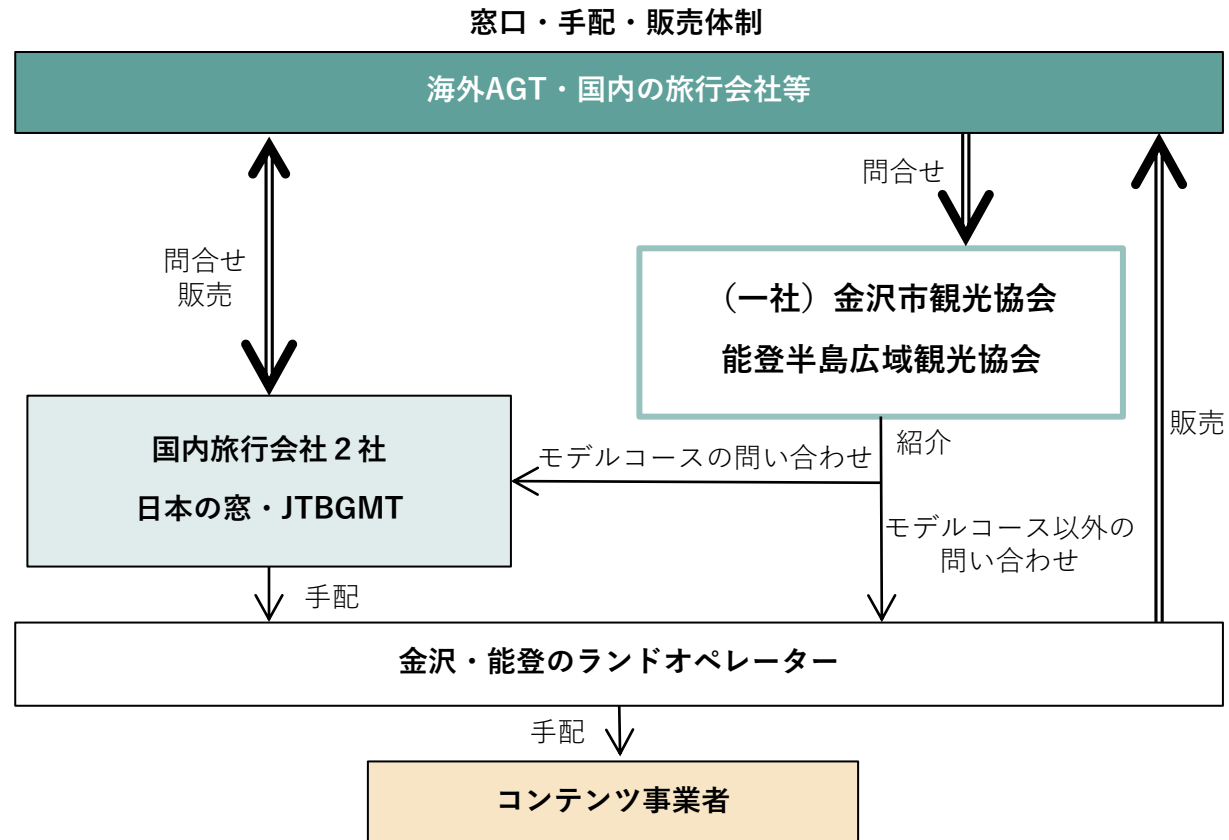 窓口・手配・販売体制
海外AGT・国内の旅行会社等
問合せ
問合せ
販売
（一社）金沢市観光協会
能登半島広域観光協会
販売
国内旅行会社２社
日本の窓・JTBGMT
モデルコースの問い合わせ
紹介
モデルコース以外の
問い合わせ
手配
金沢・能登のランドオペレーター
手配
コンテンツ事業者